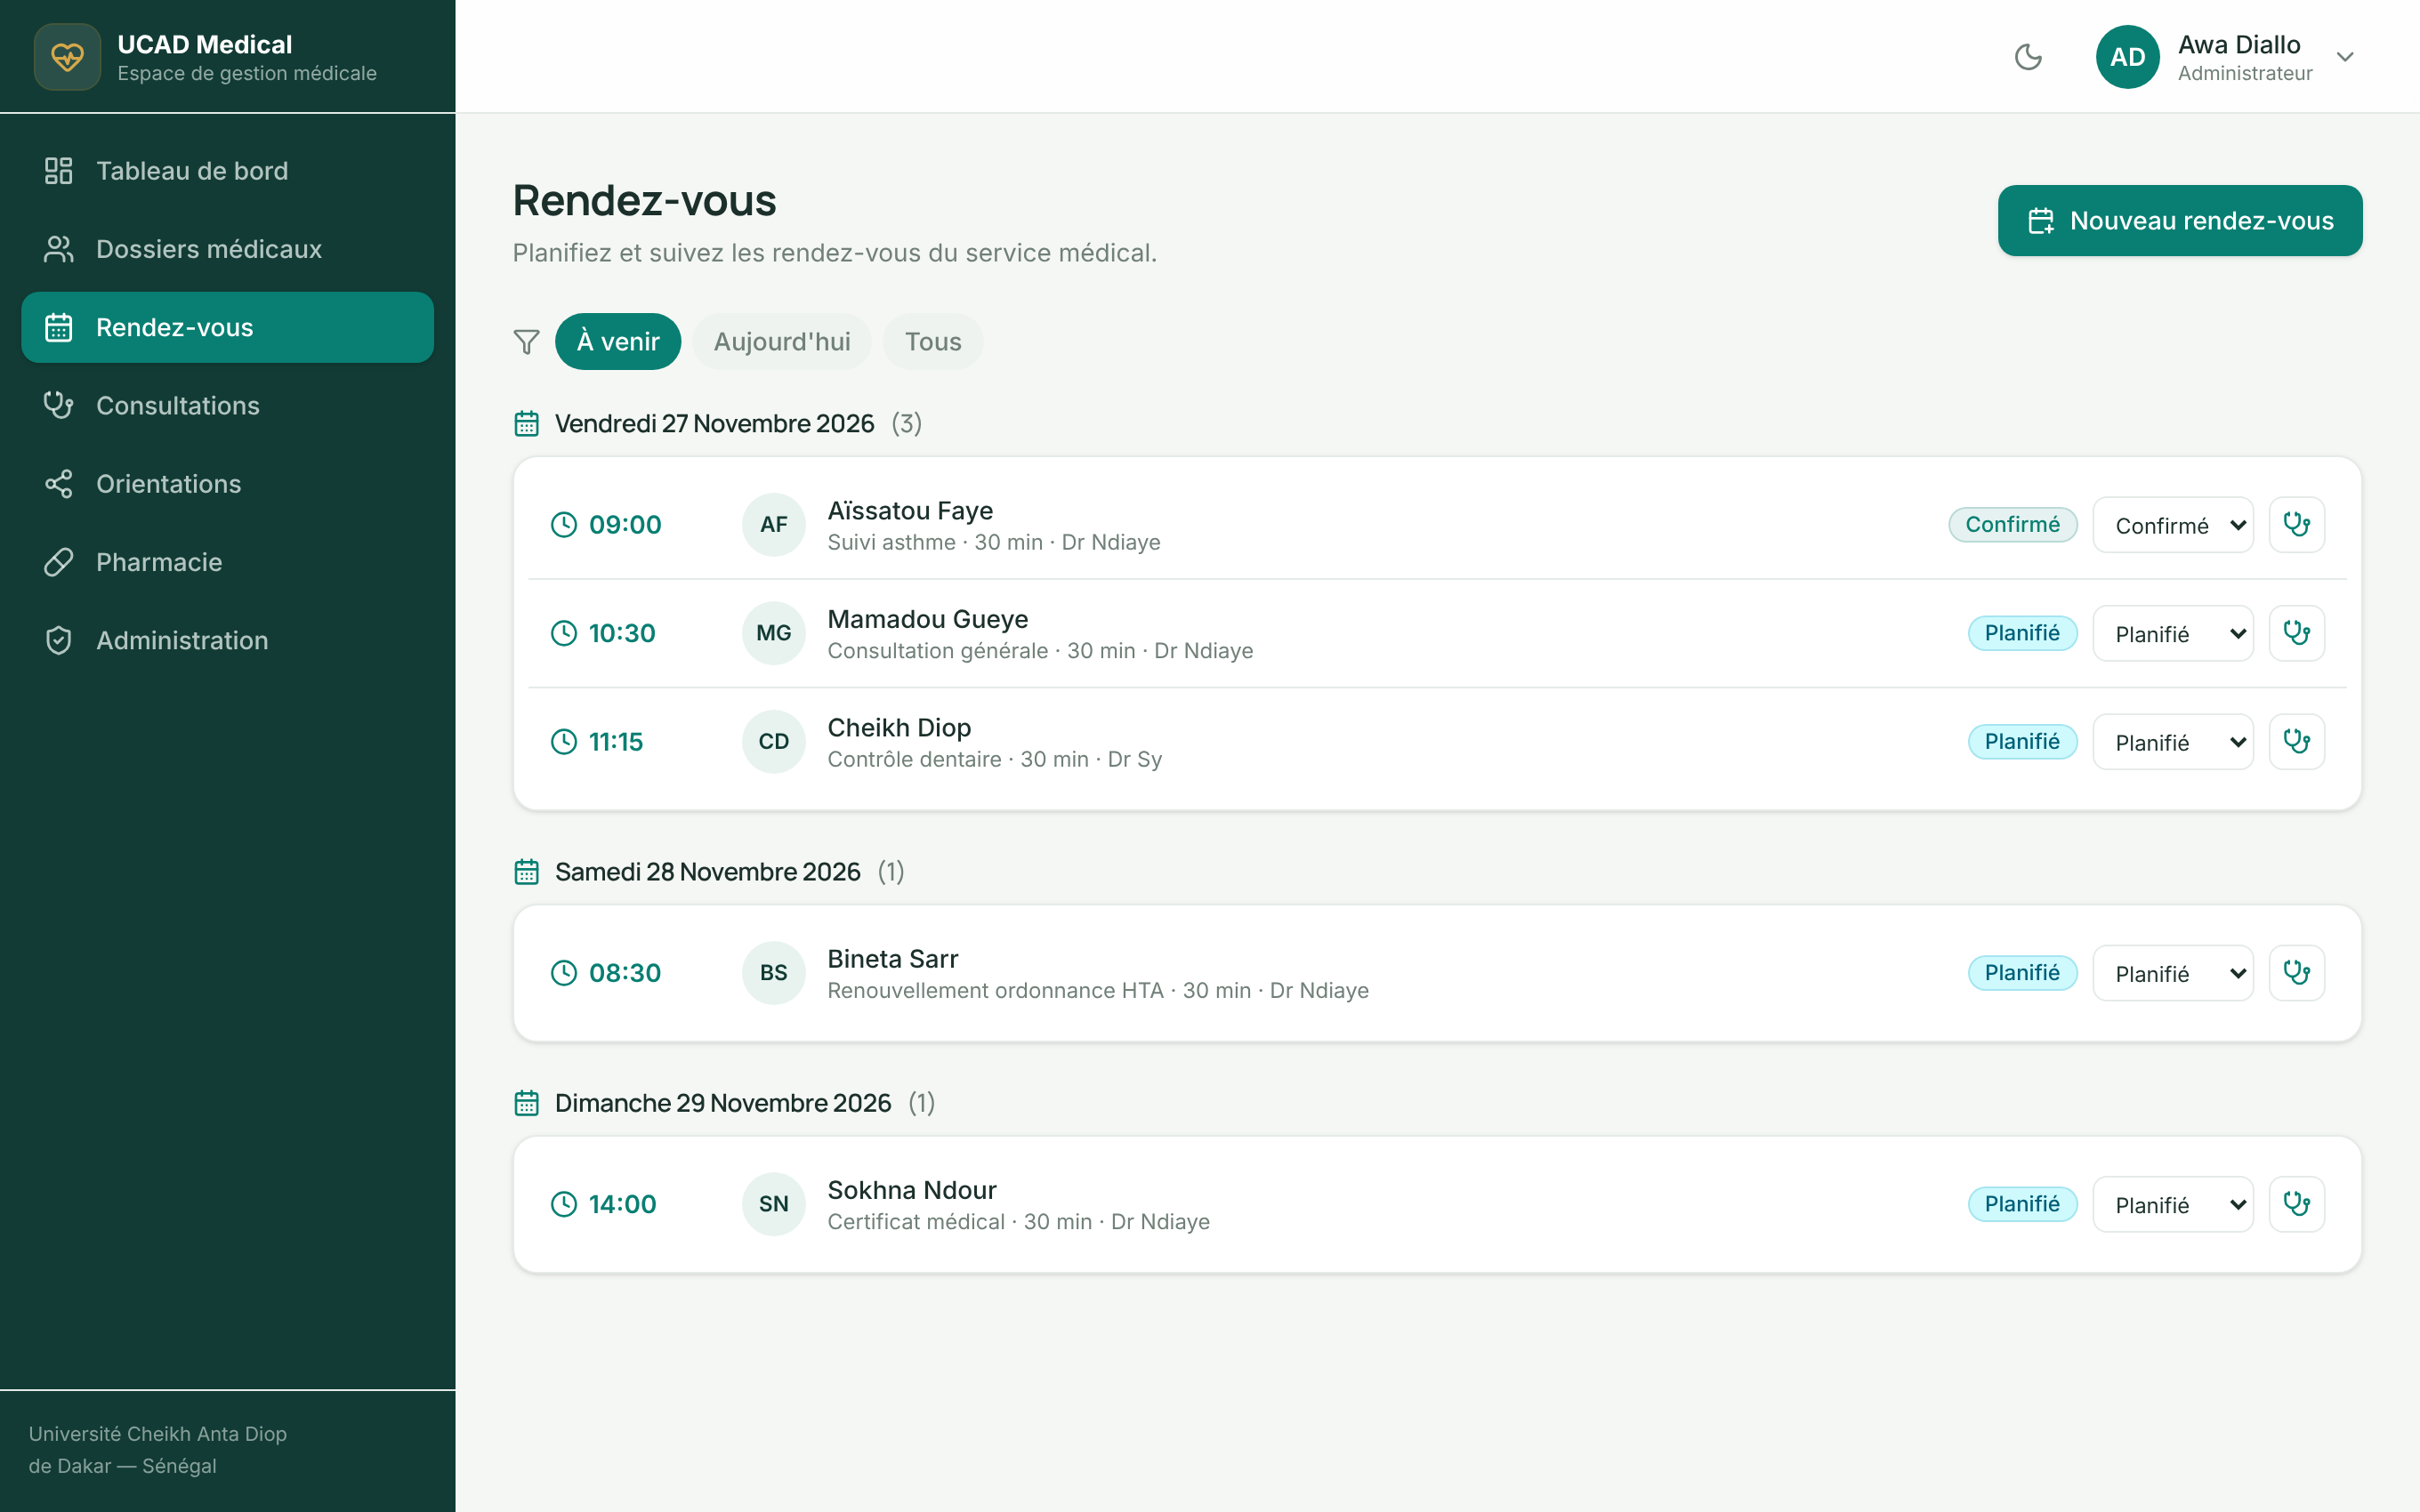 UCAD Medical
Espace de gestion médicale
AD
Awa Diallo
Administrateur
Tableau de bord
Dossiers médicaux
Rendez-vous
Consultations
Orientations
Pharmacie
Administration
Université Cheikh Anta Diop
de Dakar — Sénégal
Rendez-vous
Planifiez et suivez les rendez-vous du service médical.
Nouveau rendez-vous
À venir
Aujourd'hui
Tous
Vendredi 27 Novembre 2026 (3)
09:00
AF
Aïssatou Faye
Suivi asthme · 30 min · Dr Ndiaye
Confirmé
Confirmé
10:30
MG
Mamadou Gueye
Consultation générale · 30 min · Dr Ndiaye
Planifié
Planifié
11:15
CD
Cheikh Diop
Contrôle dentaire · 30 min · Dr Sy
Planifié
Planifié
Samedi 28 Novembre 2026 (1)
08:30
BS
Bineta Sarr
Renouvellement ordonnance HTA · 30 min · Dr Ndiaye
Planifié
Planifié
Dimanche 29 Novembre 2026 (1)
14:00
SN
Sokhna Ndour
Certificat médical · 30 min · Dr Ndiaye
Planifié
Planifié